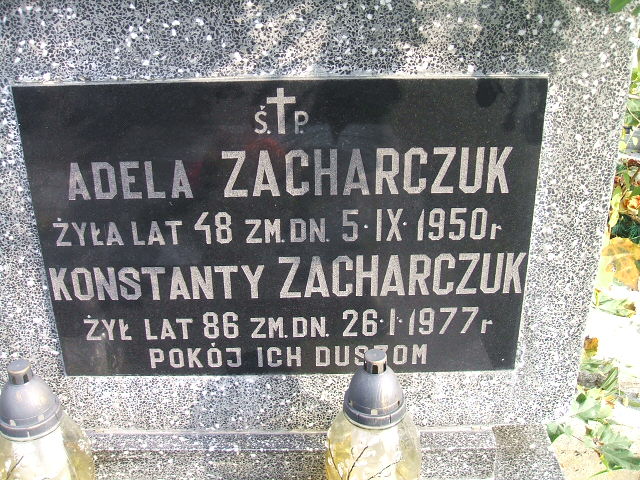 Ś.†P.
ADELA ZACHARCZUK
ŻYŁA LAT 48 ZM. DN. 5·IX·1950r
KONSTANTY ZACHARCZUK
ŻYŁ LAT 86 ZM. DN. 26·I·1977r
POKÓJ ICH DUSZOM